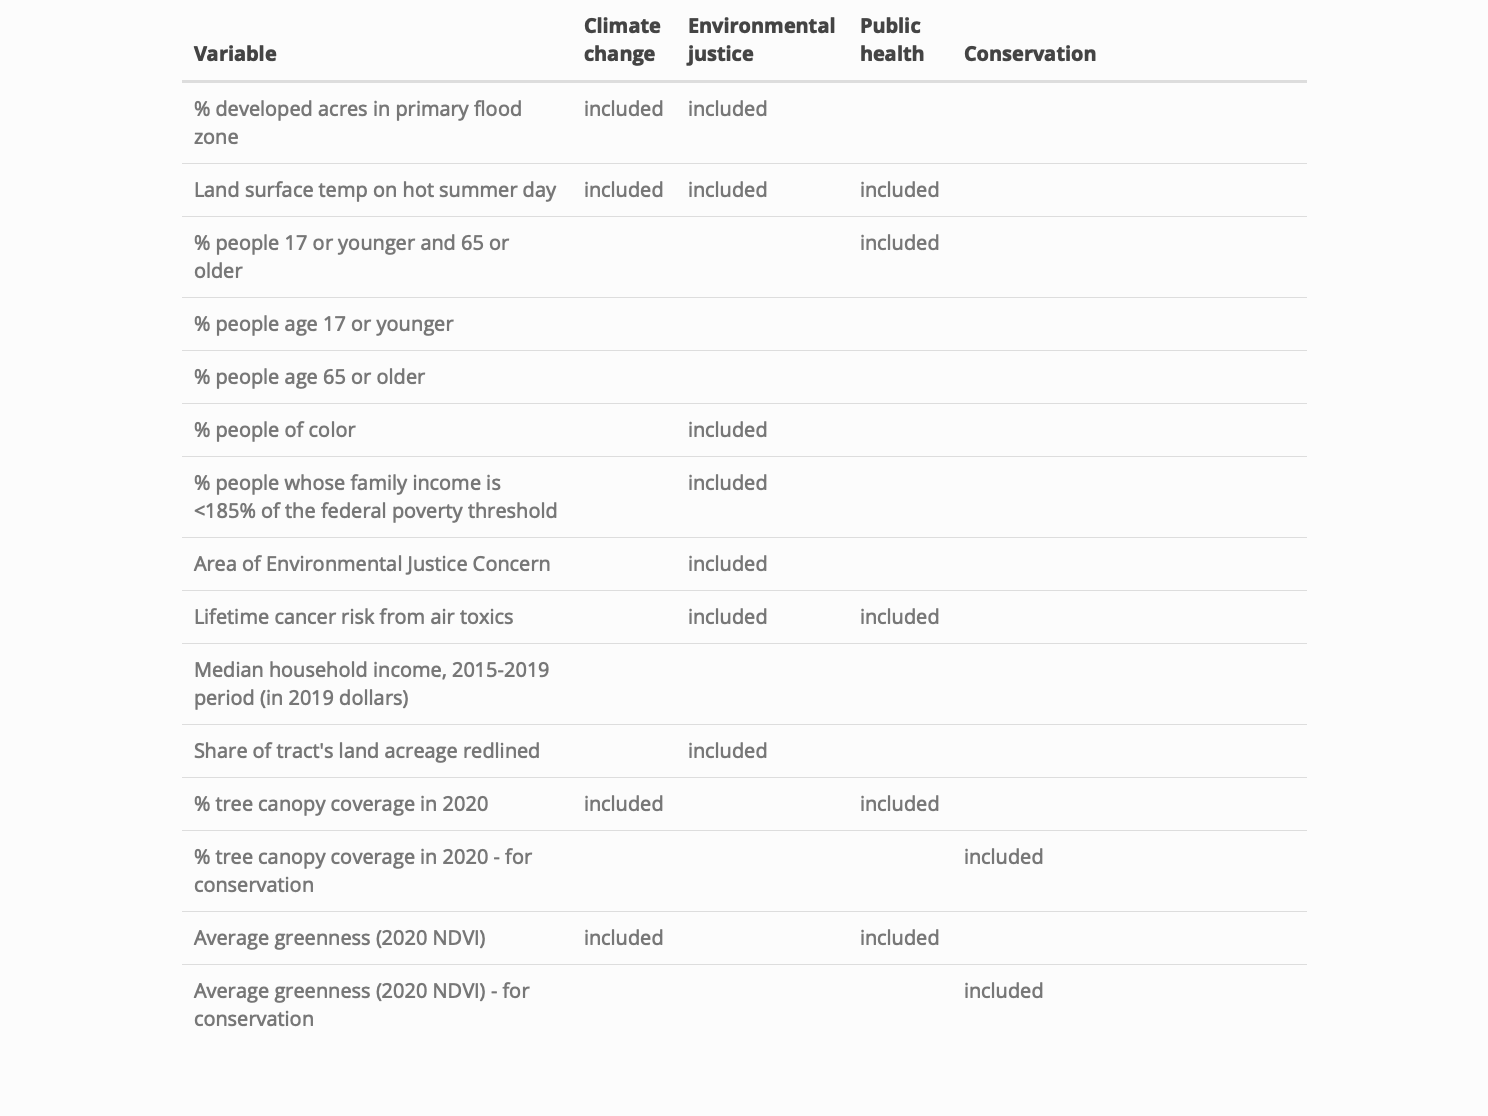 Variable Climate change Environmental justice Public health Conservation
% developed acres in primary flood zone included included
Land surface temp on hot summer day included included included
% people 17 or younger and 65 or older included
% people age 17 or younger
% people age 65 or older
% people of color included
% people whose family income is <185% of the federal poverty threshold included
Area of Environmental Justice Concern included
Lifetime cancer risk from air toxics included included
Median household income, 2015-2019 period (in 2019 dollars)
Share of tract's land acreage redlined included
% tree canopy coverage in 2020 included included
% tree canopy coverage in 2020 - for conservation included
Average greenness (2020 NDVI) included included
Average greenness (2020 NDVI) - for conservation included